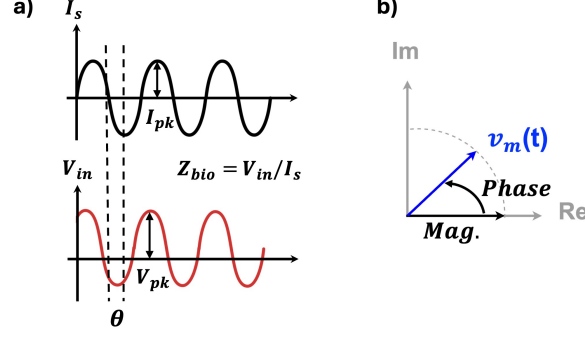 a)
I_s
I_pk
V_in
Z_bio = V_in/I_s
V_pk
θ
b)
Im
v_m(t)
Phase
Re
Mag.